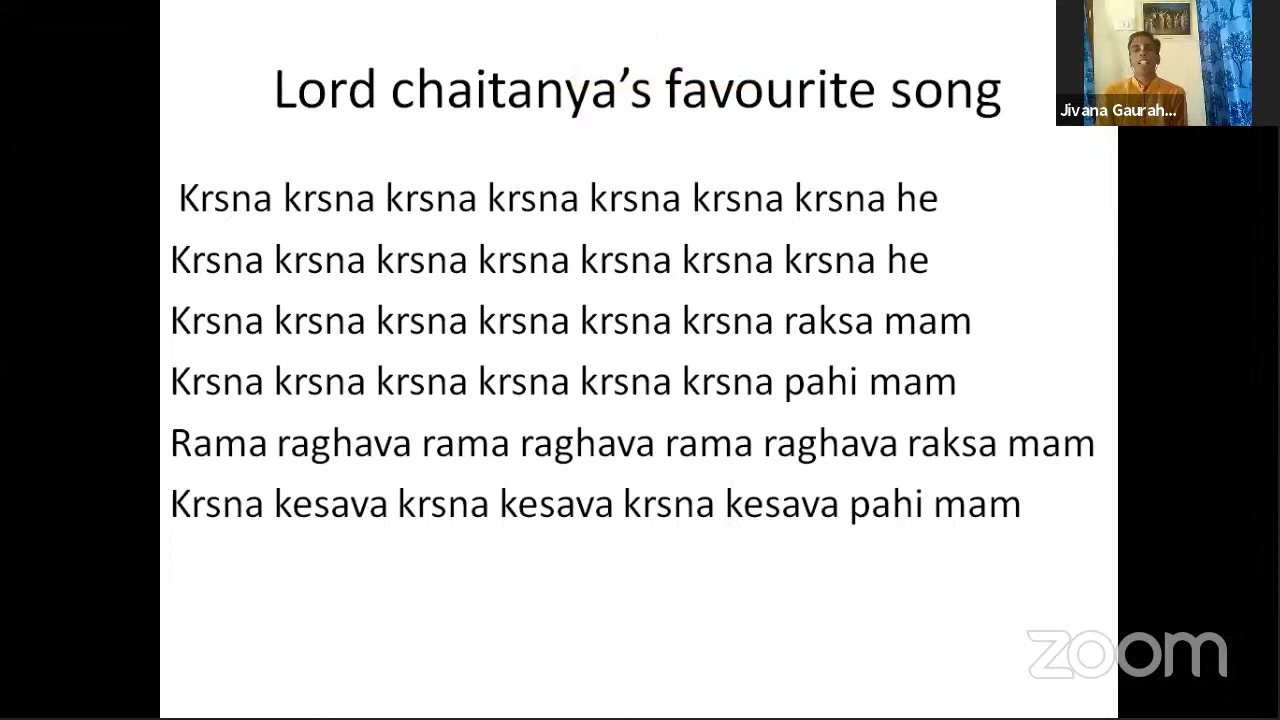 Lord chaitanya's favourite song
Jivana Gaurah...
Krsna krsna krsna krsna krsna krsna krsna he
Krsna krsna krsna krsna krsna krsna krsna he
Krsna krsna krsna krsna krsna krsna raksa mam
Krsna krsna krsna krsna krsna krsna pahi mam
Rama raghava rama raghava rama raghava raksa mam
Krsna kesava krsna kesava krsna kesava pahi mam
zoom